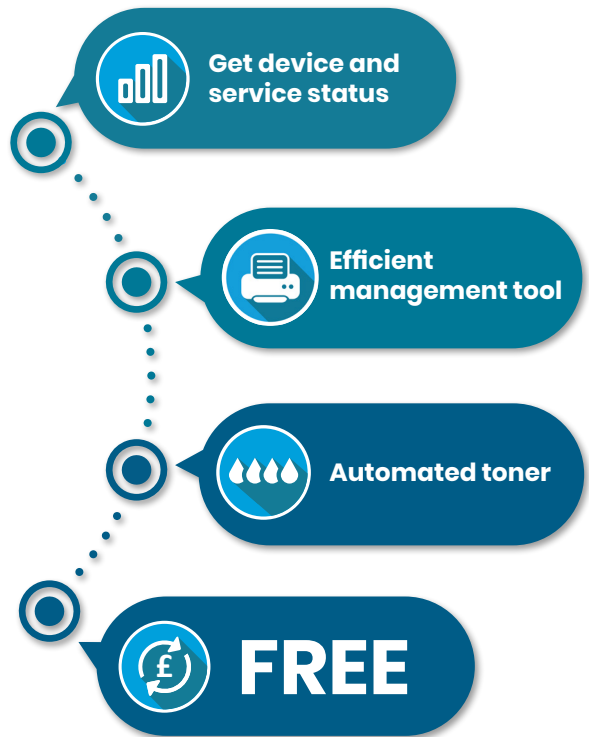 Get device and
service status
Efficient
management tool
Automated toner
£
FREE